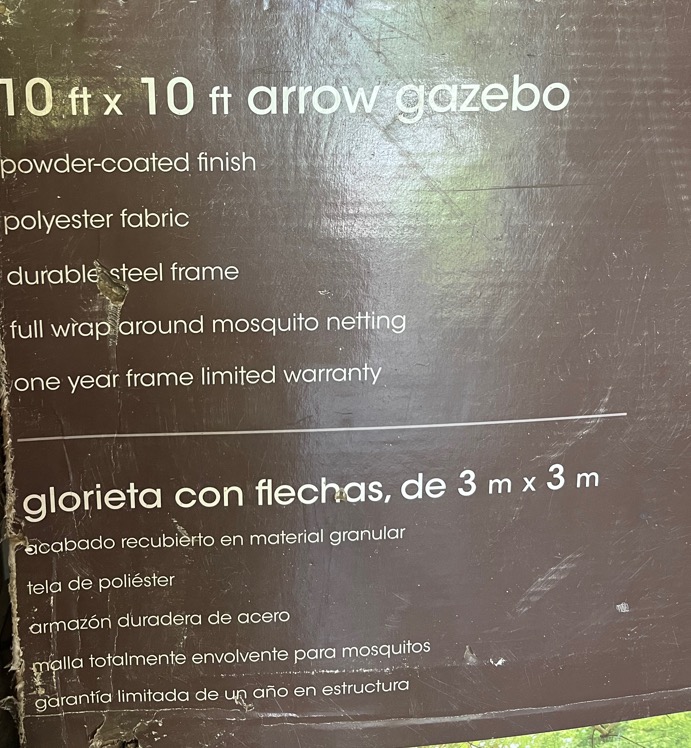 10 ft x 10 ft arrow gazebo
powder-coated finish
polyester fabric
durable steel frame
full wrap around mosquito netting
one year frame limited warranty
glorieta con flechas, de 3 m x 3 m
acabado recubierto en material granular
tela de poliéster
armazón duradera de acero
malla totalmente envolvente para mosquitos
garantía limitada de un año en estructura